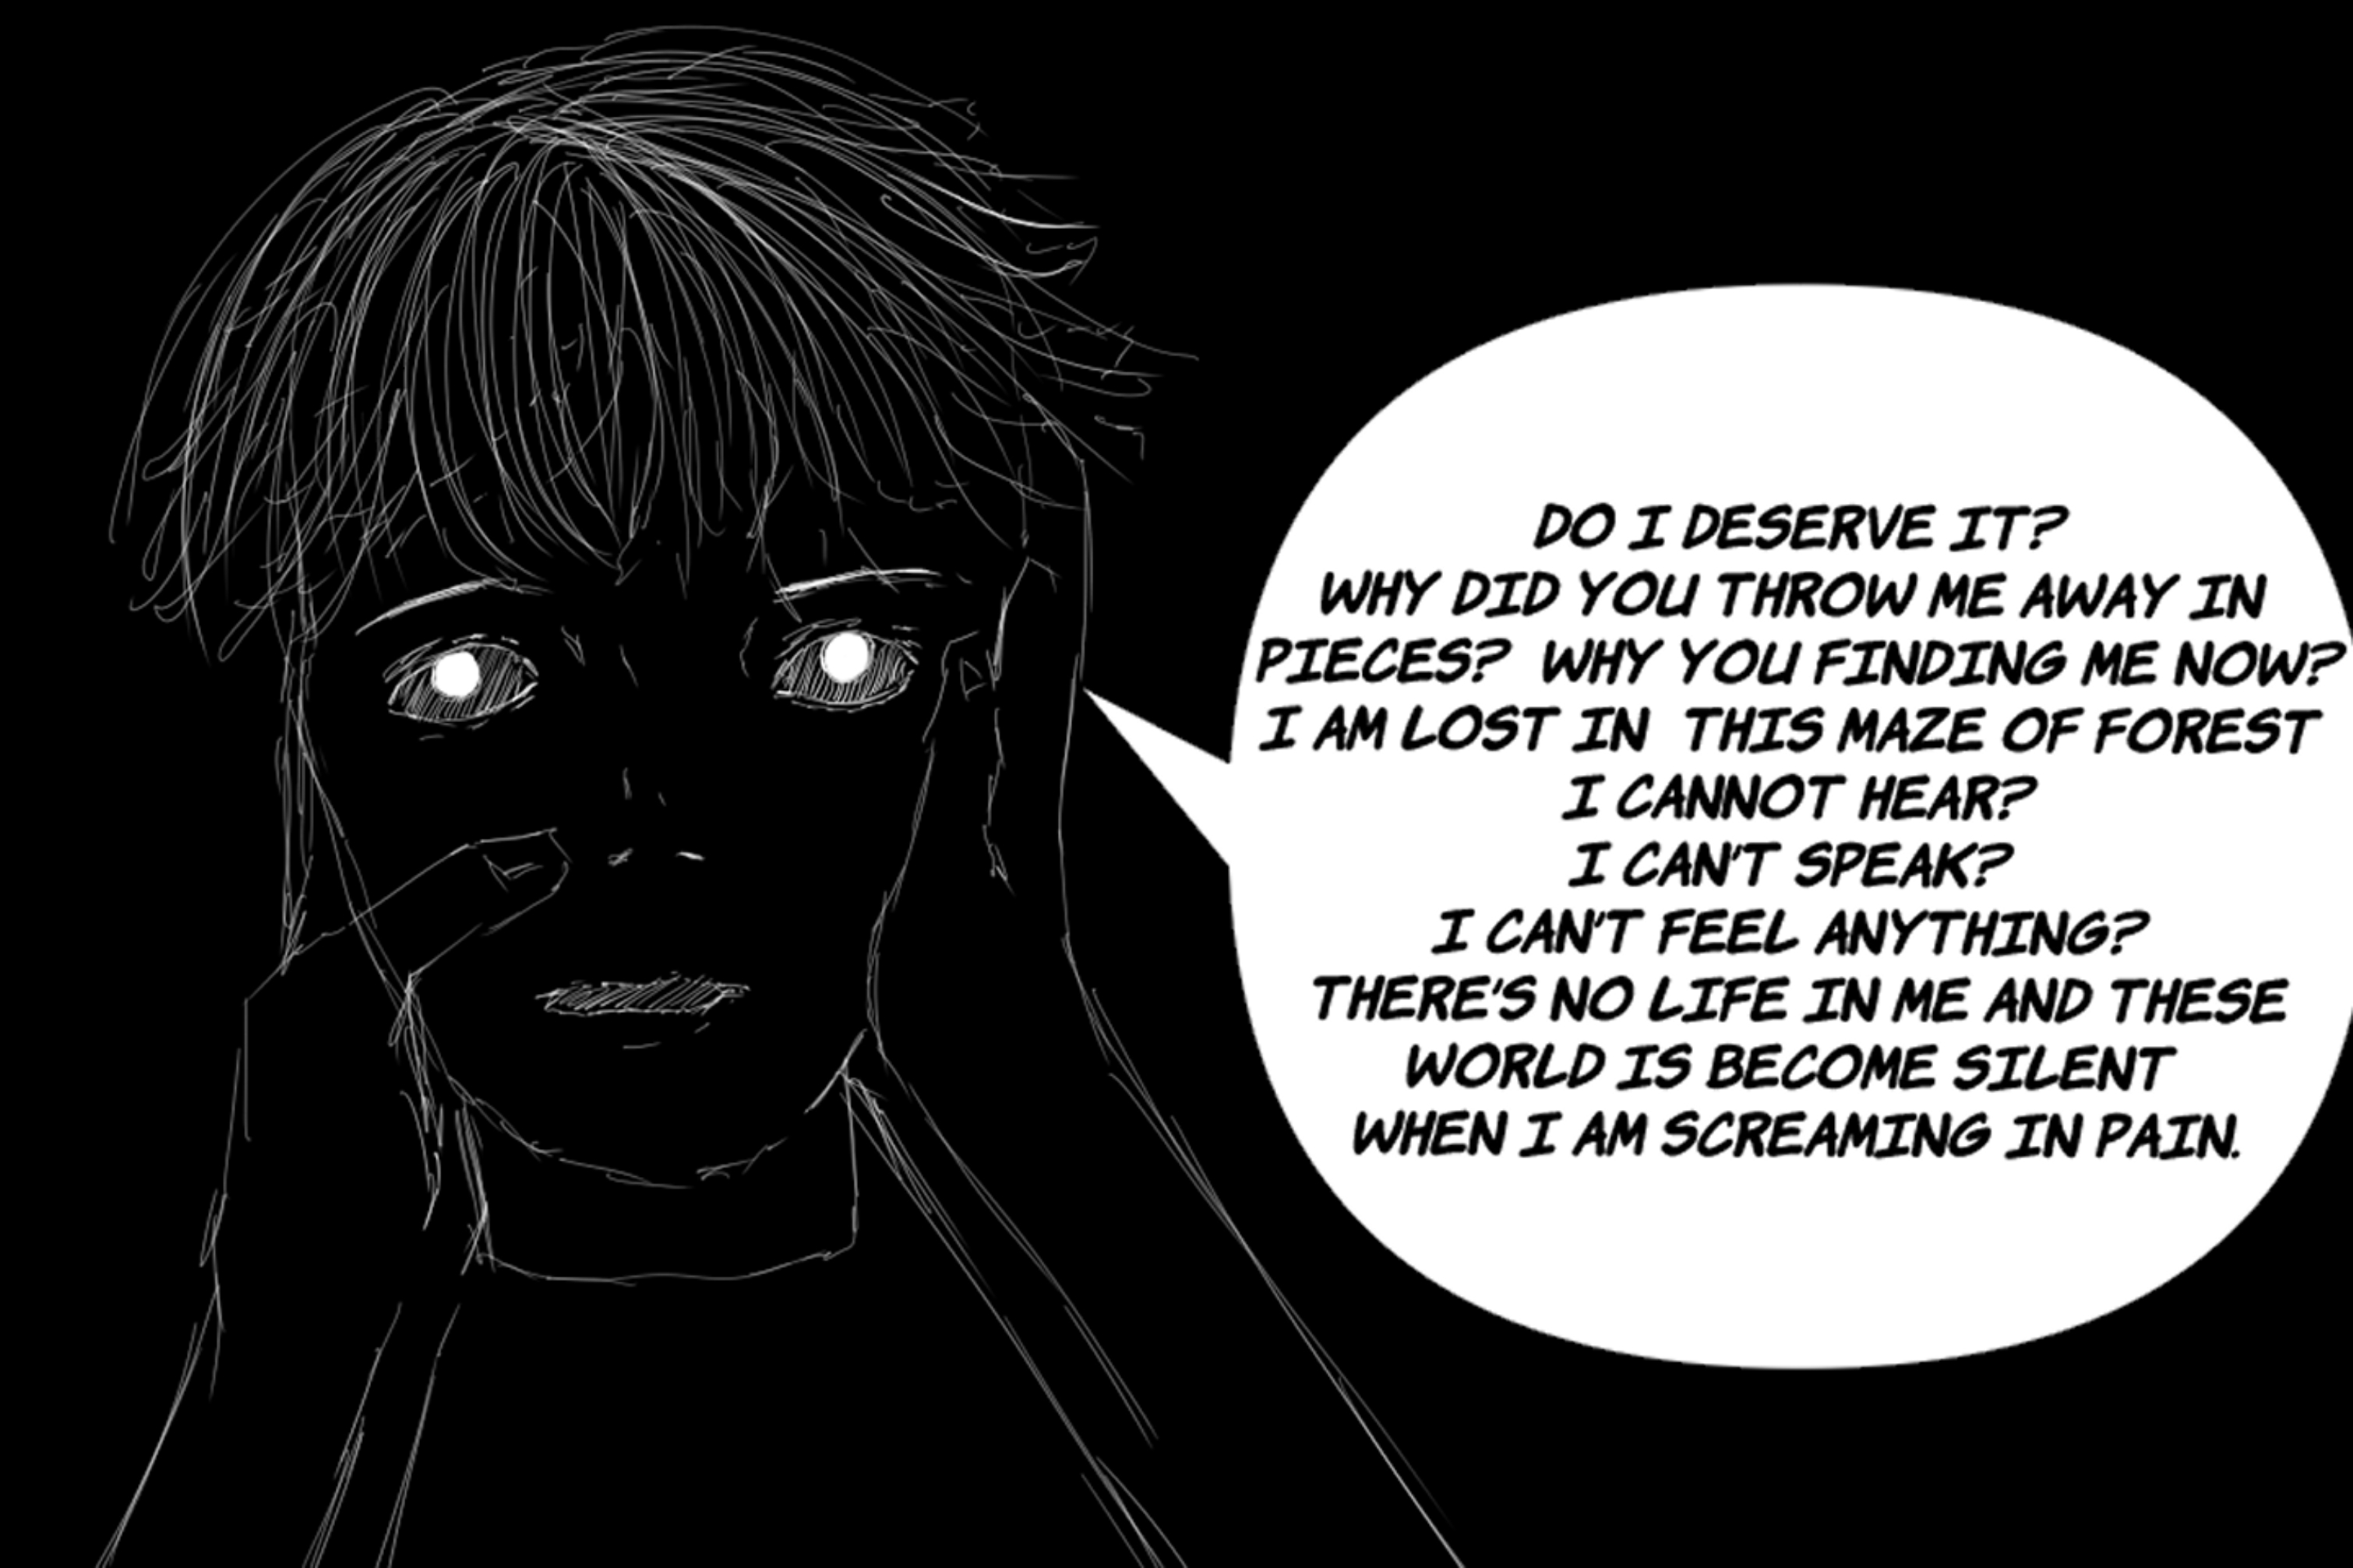 DO I DESERVE IT?
WHY DID YOU THROW ME AWAY IN
PIECES? WHY YOU FINDING ME NOW?
I AM LOST IN THIS MAZE OF FOREST
I CANNOT HEAR?
I CAN'T SPEAK?
I CAN'T FEEL ANYTHING?
THERE'S NO LIFE IN ME AND THESE
WORLD IS BECOME SILENT
WHEN I AM SCREAMING IN PAIN.